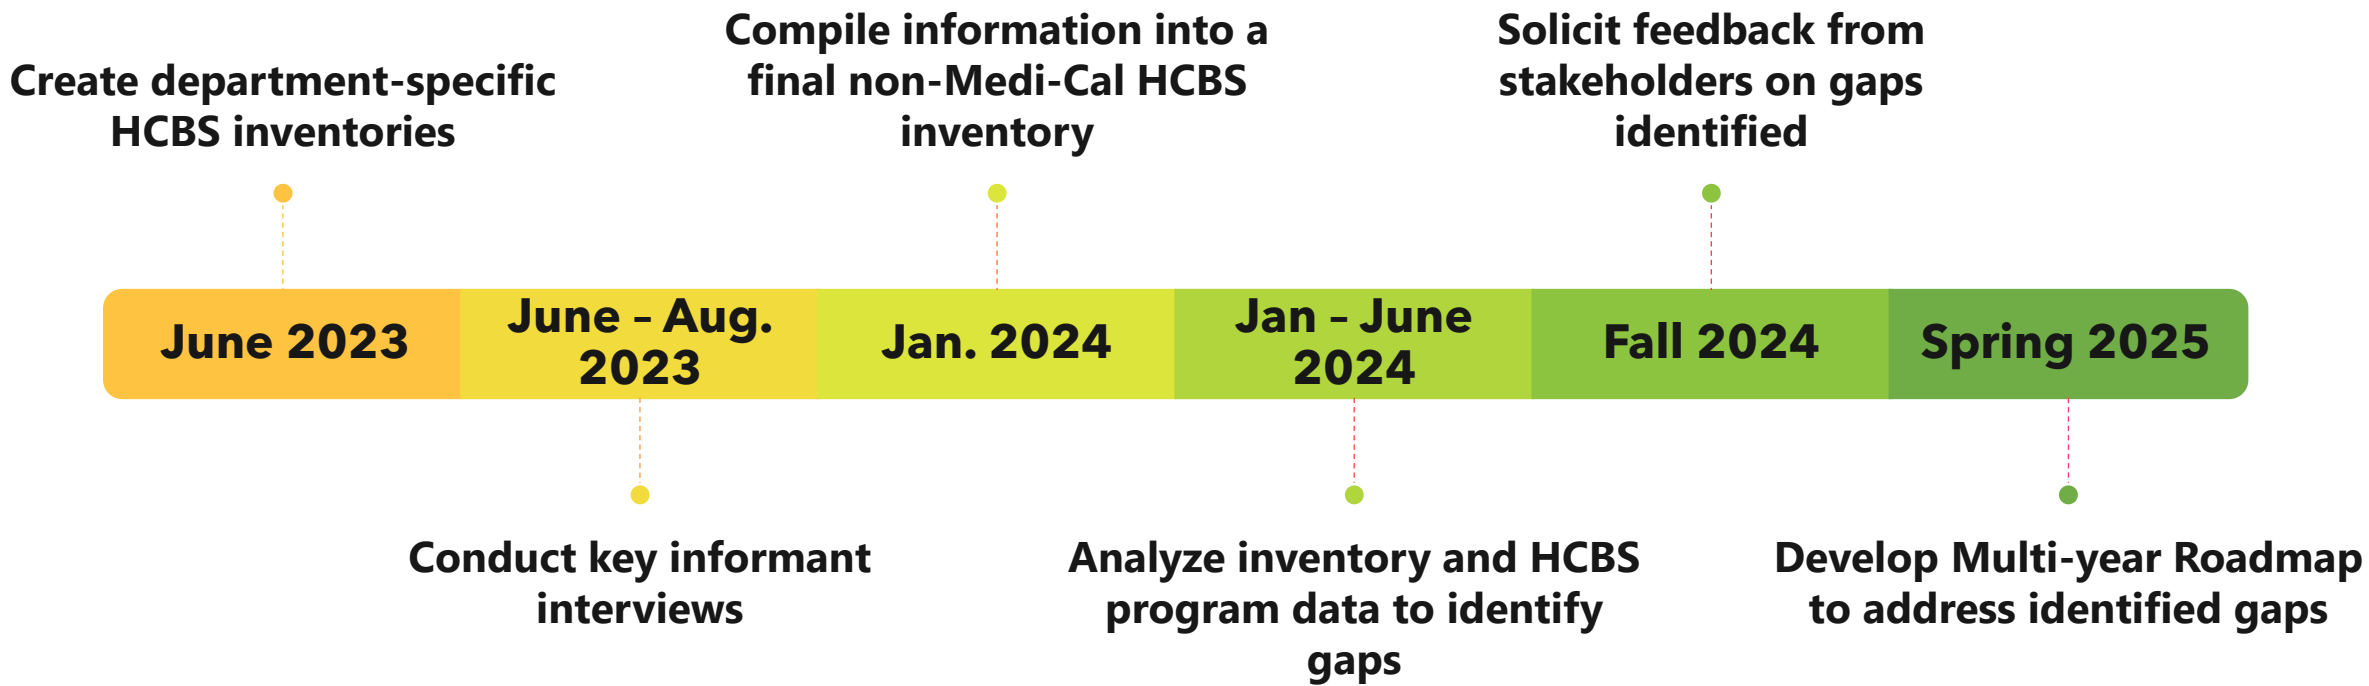 Create department-specific
HCBS inventories
Compile information into a
final non-Medi-Cal HCBS
inventory
Solicit feedback from
stakeholders on gaps
identified
June 2023
June – Aug.
2023
Jan. 2024
Jan – June
2024
Fall 2024
Spring 2025
Conduct key informant
interviews
Analyze inventory and HCBS
program data to identify
gaps
Develop Multi-year Roadmap
to address identified gaps